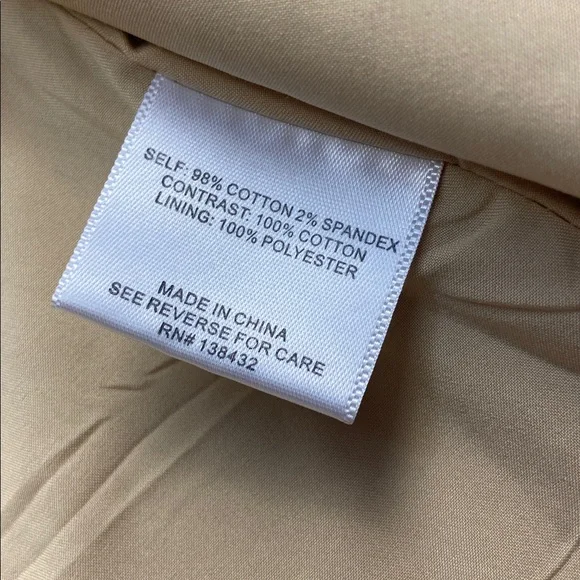 SELF: 98% COTTON 2% SPANDEX
CONTRAST: 100% COTTON
LINING: 100% POLYESTER
MADE IN CHINA
SEE REVERSE FOR CARE
RN# 138432